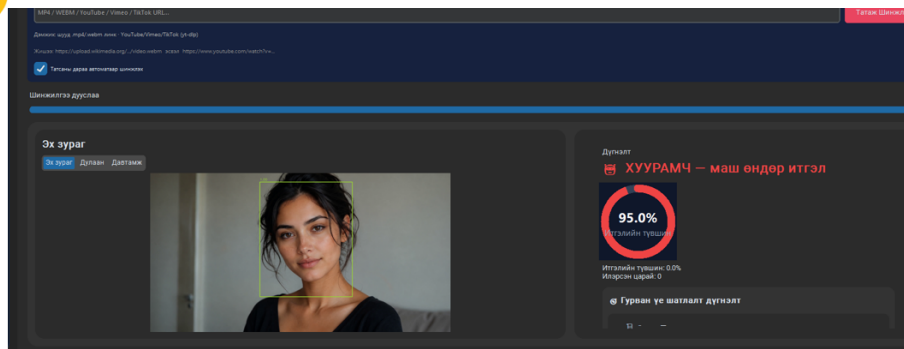 MP4 / WEBM / YouTube / Vimeo / TikTok URL...
Татаж Шинжл
Дэмжих: шууд .mp4/.webm линк · YouTube/Vimeo/TikTok (yt-dlp)
Жишээ: https://upload.wikimedia.org/.../video.webm эсвэл https://www.youtube.com/watch?v=...
Татсаны дараа автоматаар шинжлэх
Шинжилгээ дууслаа
Эх зураг
Эх зураг Дулаан Давтамж
Дүгнэлт
ХУУРАМЧ — маш өндөр итгэл
95.0%
Итгэлийн түвшин
Итгэлийн түвшин: 0.0%
Илэрсэн царай: 0
Гурван үе шатлалт дүгнэлт